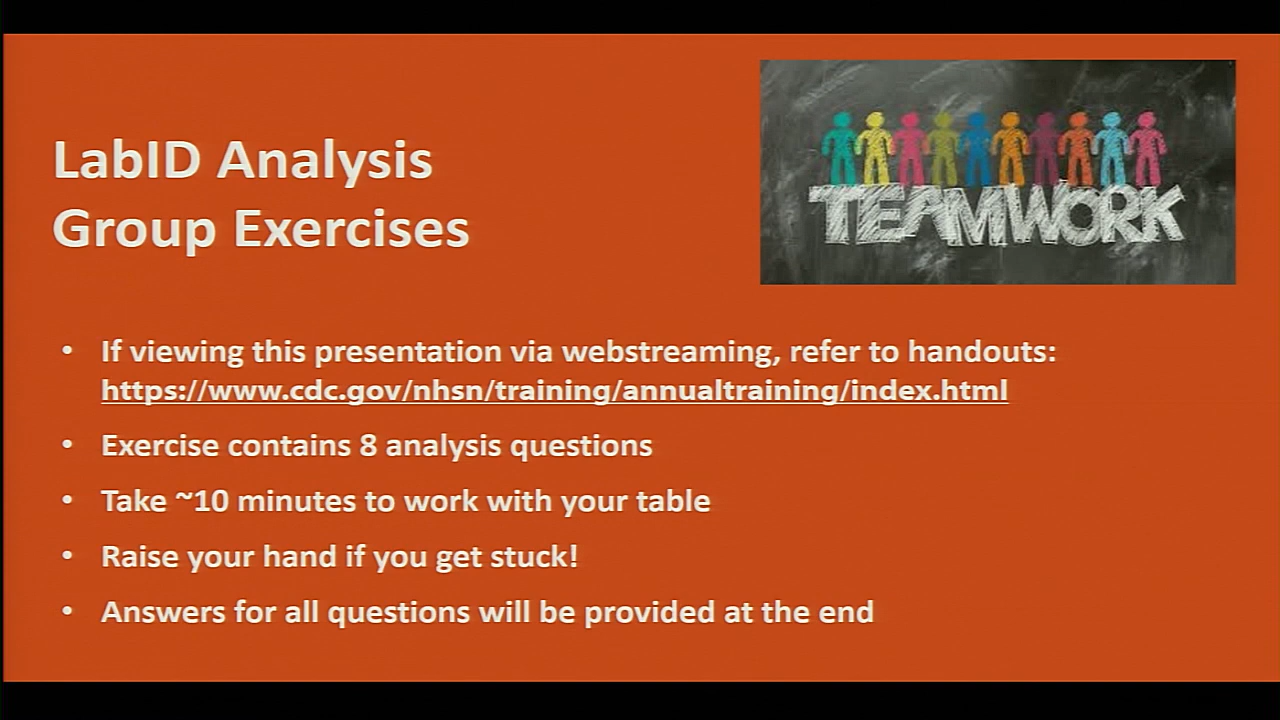 LabID Analysis
Group Exercises
TEAMWORK
• If viewing this presentation via webstreaming, refer to handouts:
https://www.cdc.gov/nhsn/training/annualtraining/index.html
• Exercise contains 8 analysis questions
• Take ~10 minutes to work with your table
• Raise your hand if you get stuck!
• Answers for all questions will be provided at the end